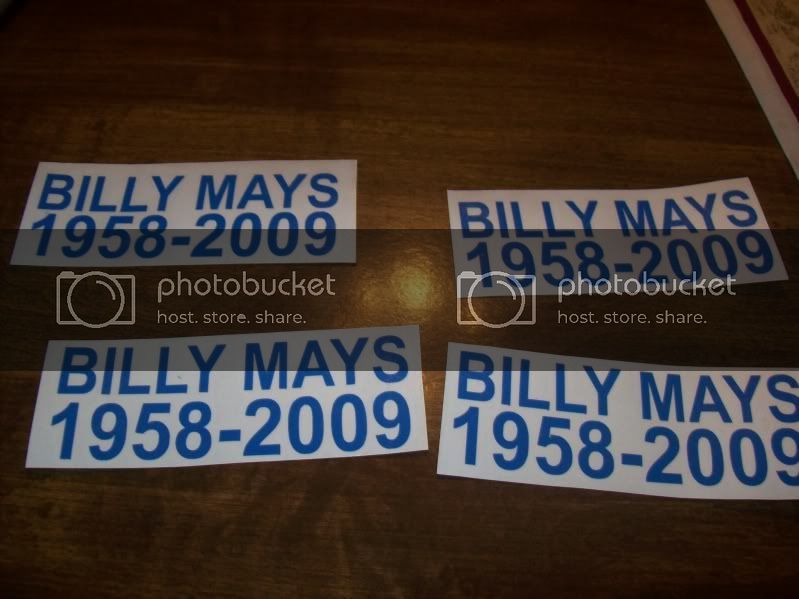 BILLY MAYS
1958-2009
BILLY MAYS
1958-2009
photobucket
host. store. share.
photobucket
host. store. share.
BILLY MAYS
1958-2009
BILLY MAYS
1958-2009